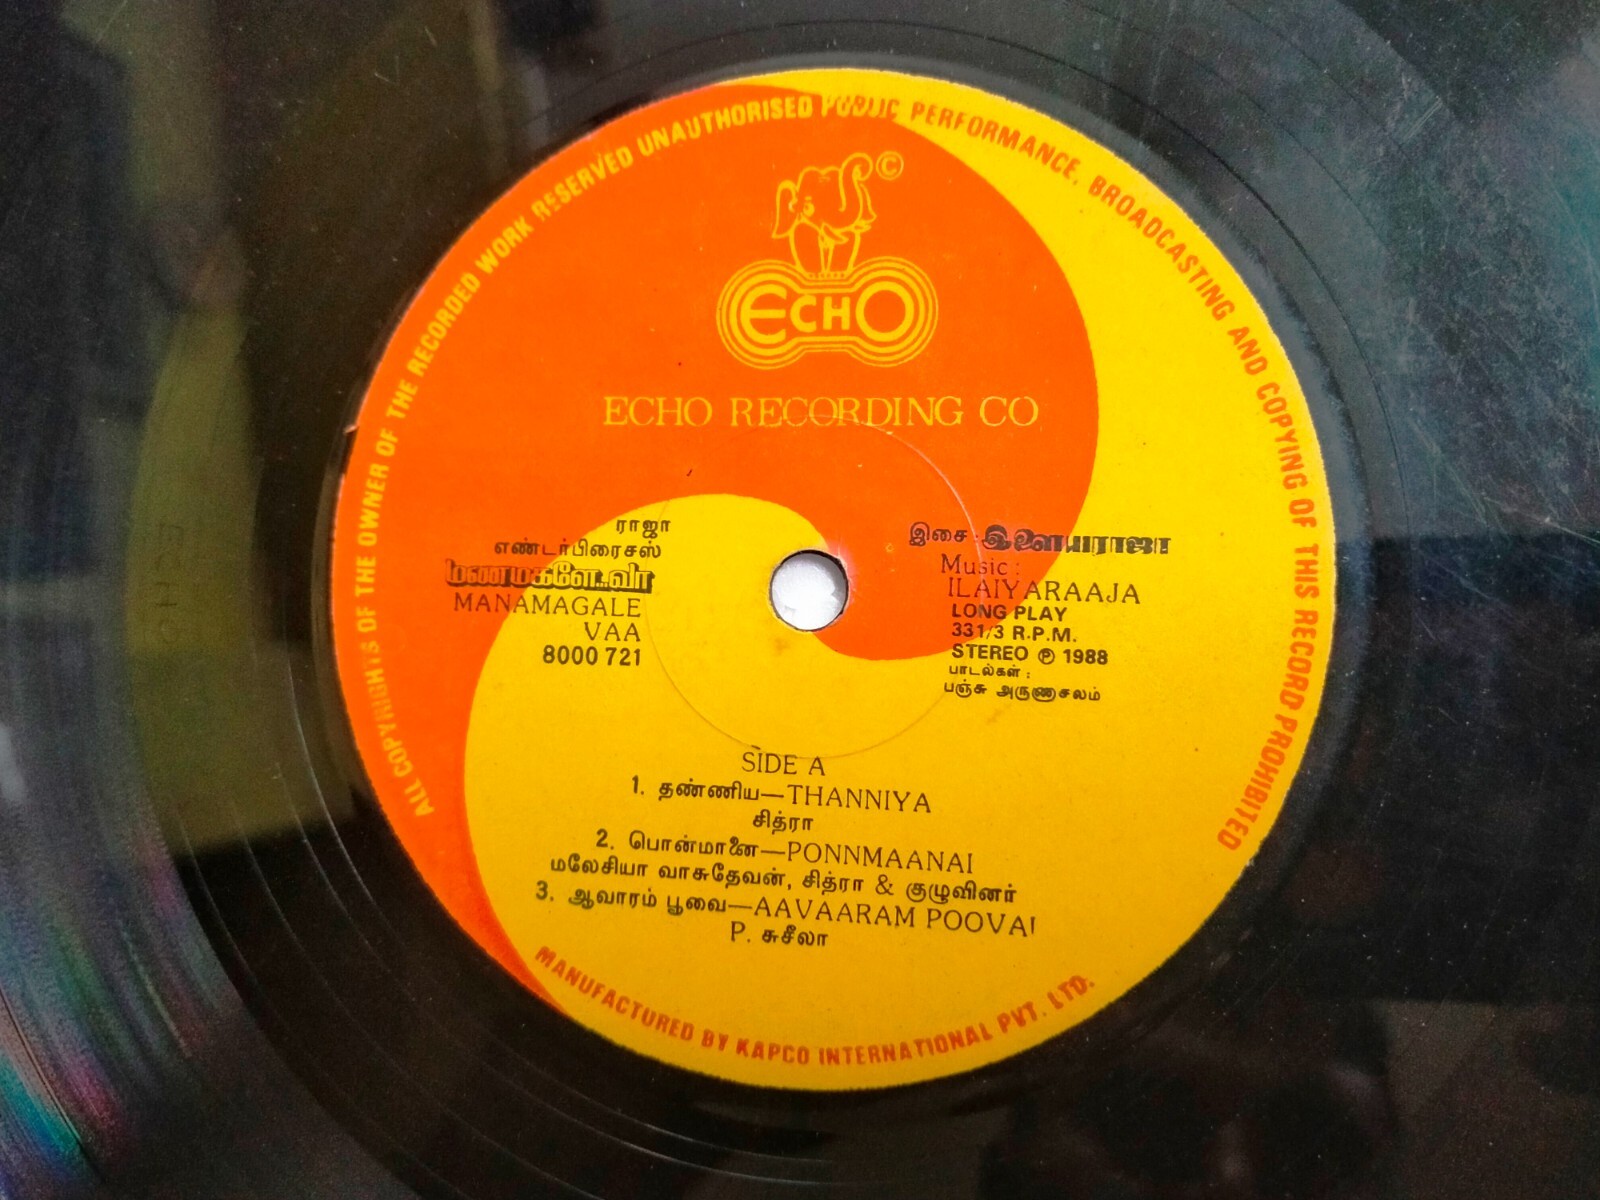 ALL COPYRIGHTS OF THE OWNER OF THE RECORDED WORK RESERVED UNAUTHORISED PUBLIC PERFORMANCE, BROADCASTING AND COPYING OF THIS RECORD PROHIBITED
©
ECHO
ECHO RECORDING CO
ராஜா
எண்டர்பிரைசஸ்
மணமகளே..வா
MANAMAGALE
VAA
8000 721
இசை : இளையராஜா
Music :
ILAIYARAAJA
LONG PLAY
331/3 R.P.M.
STEREO ℗ 1988
பாடல்கள் :
பஞ்சு அருணாசலம்
SIDE A
1. தண்ணிய—THANNIYA
சித்ரா
2. பொன்மானை—PONNMAANAI
மலேசியா வாசுதேவன், சித்ரா & குழுவினர்
3. ஆவாரம் பூவை—AAVAARAM POOVAI
P. சுசீலா
MANUFACTURED BY KAPCO INTERNATIONAL PVT. LTD.